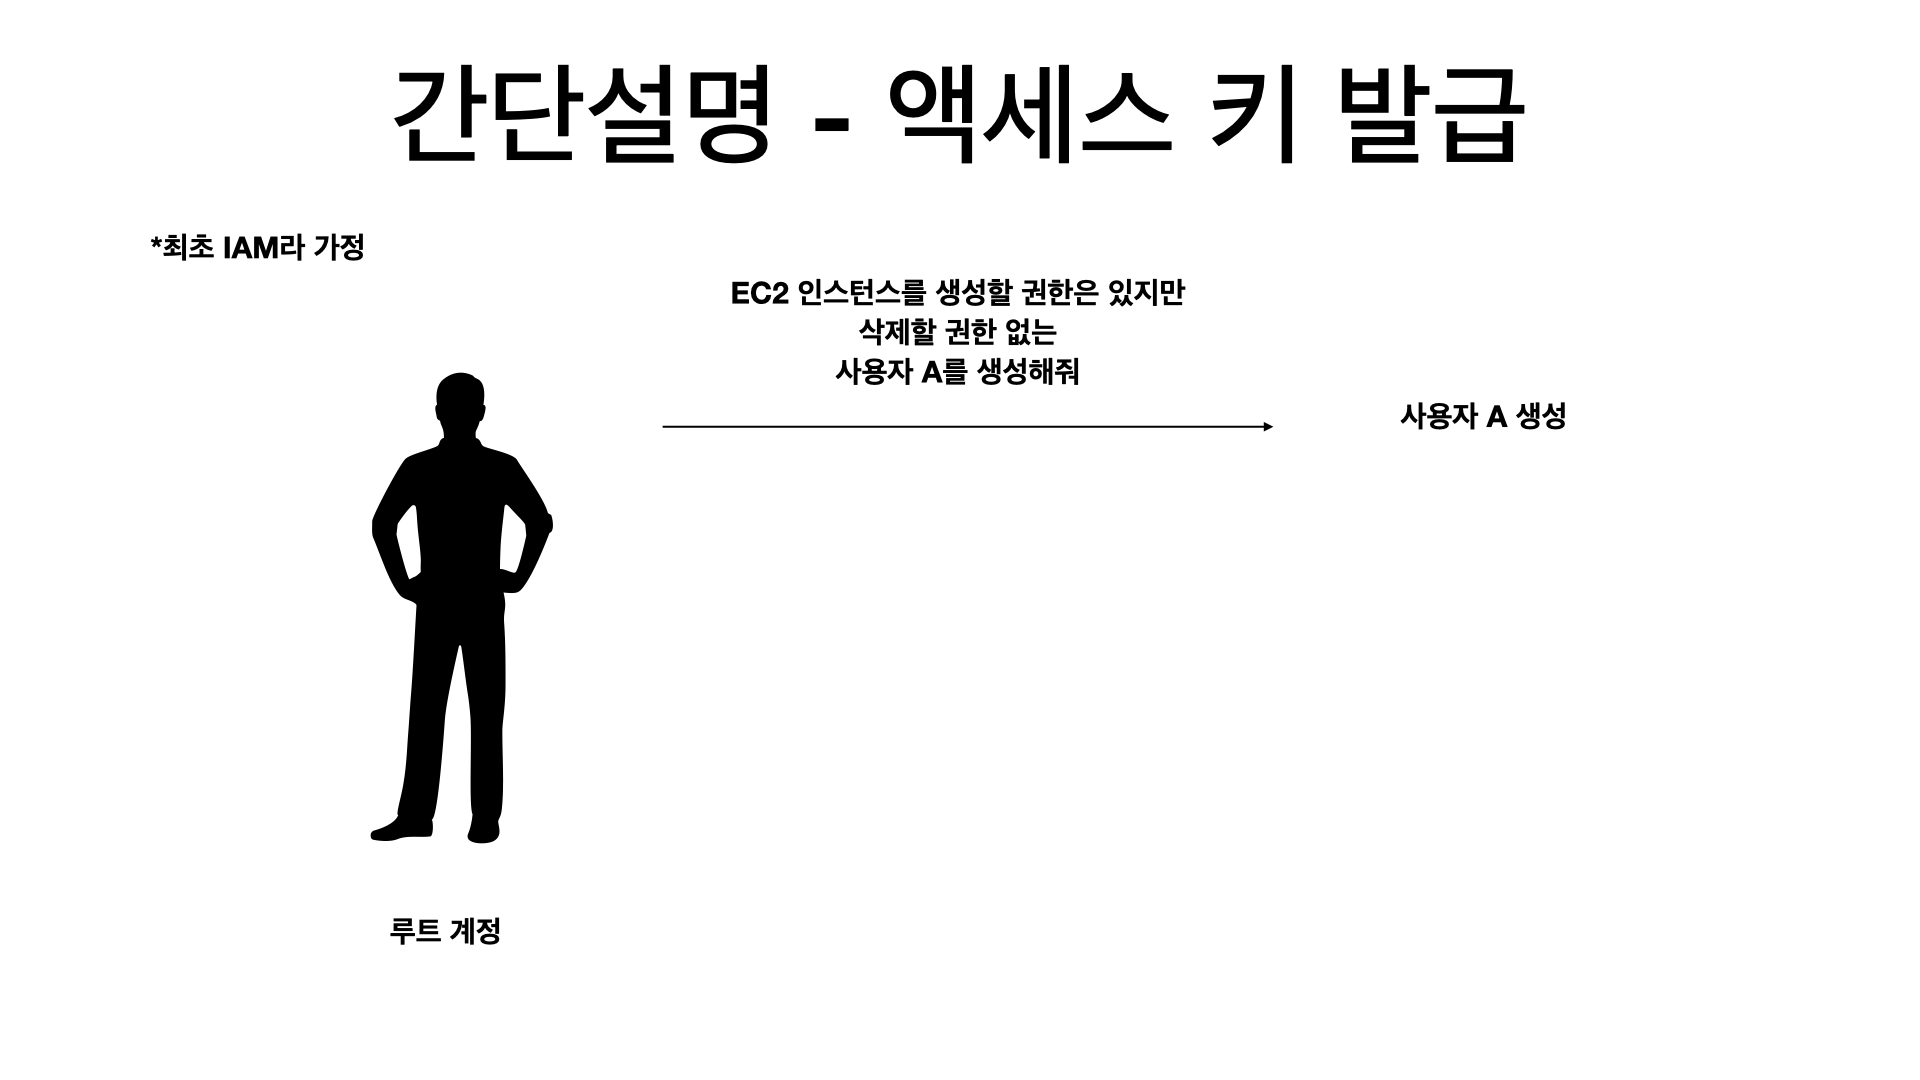 간단설명 - 액세스 키 발급
*최초 IAM라 가정
EC2 인스턴스를 생성할 권한은 있지만
삭제할 권한 없는
사용자 A를 생성해줘
사용자 A 생성
루트 계정